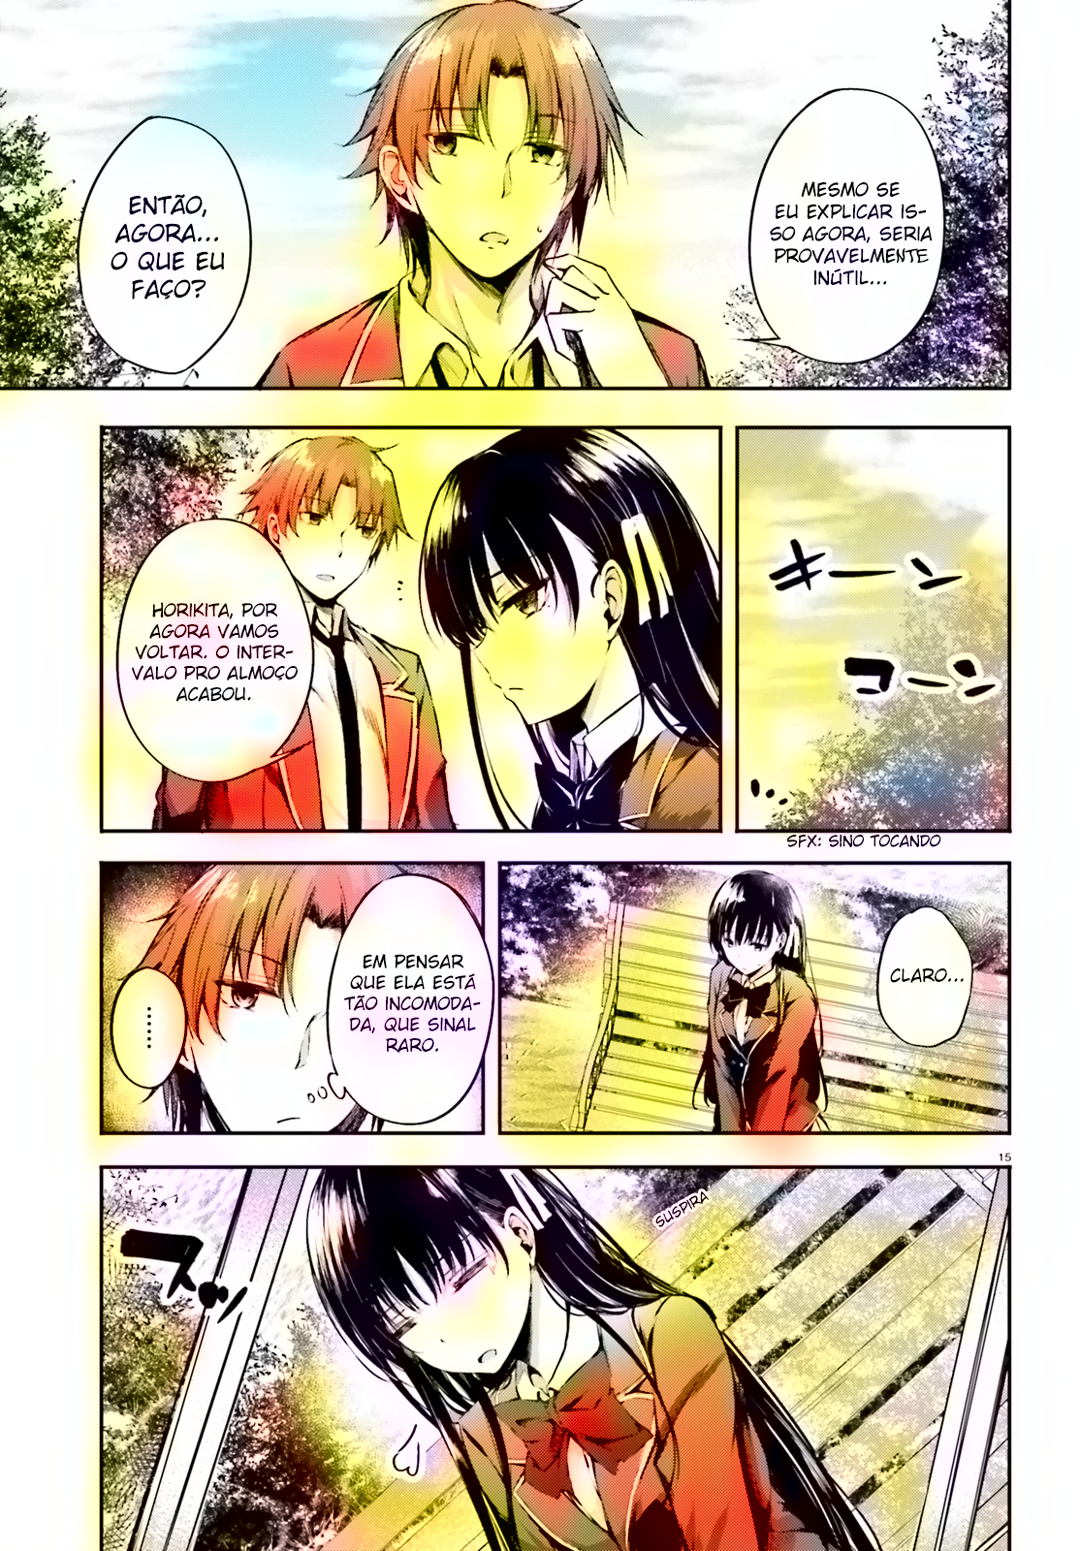 MESMO SE
EU EXPLICAR IS-
SO AGORA, SERIA
PROVAVELMENTE
INÚTIL...
ENTÃO,
AGORA...
O QUE EU
FAÇO?
キーン
コーン
SFX: SINO TOCANDO
...
HORIKITA, POR
AGORA VAMOS
VOLTAR. O INTER-
VALO PRO ALMOÇO
ACABOU.
CLARO...
EM PENSAR
QUE ELA ESTÁ
TÃO INCOMODA-
DA, QUE SINAL
RARO.
......
15
SUSPIRA
スッ